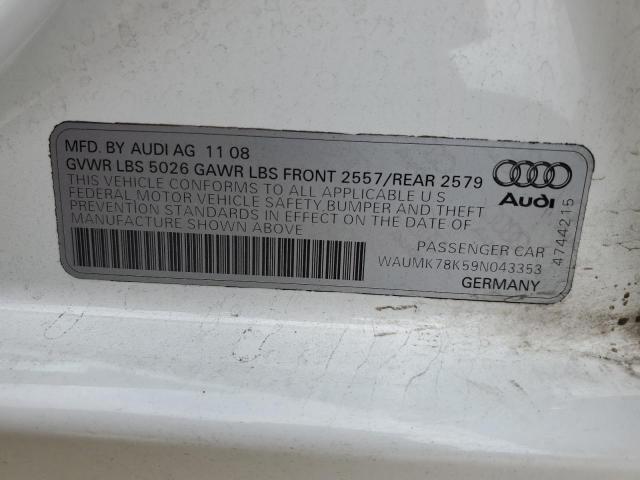 MFD. BY AUDI AG 11 08
GVWR LBS 5026 GAWR LBS FRONT 2557/REAR 2579
THIS VEHICLE CONFORMS TO ALL APPLICABLE U S
FEDERAL MOTOR VEHICLE SAFETY,BUMPER AND THEFT
PREVENTION STANDARDS IN EFFECT ON THE DATE OF
MANUFACTURE SHOWN ABOVE
PASSENGER CAR
WAUMK78K59N043353
GERMANY
Audi
4744215